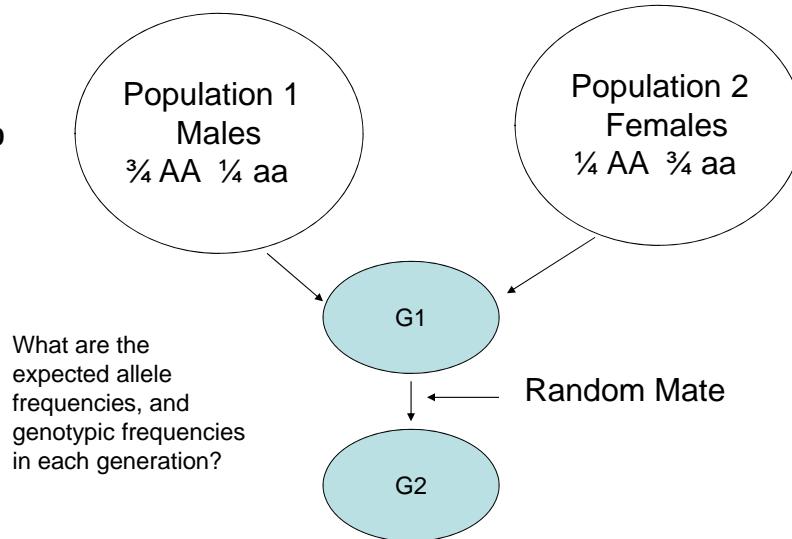 Population 1
Males
¾ AA ¼ aa
Population 2
Females
¼ AA ¾ aa
G1
What are the
expected allele
frequencies, and
genotypic frequencies
in each generation?
Random Mate
G2